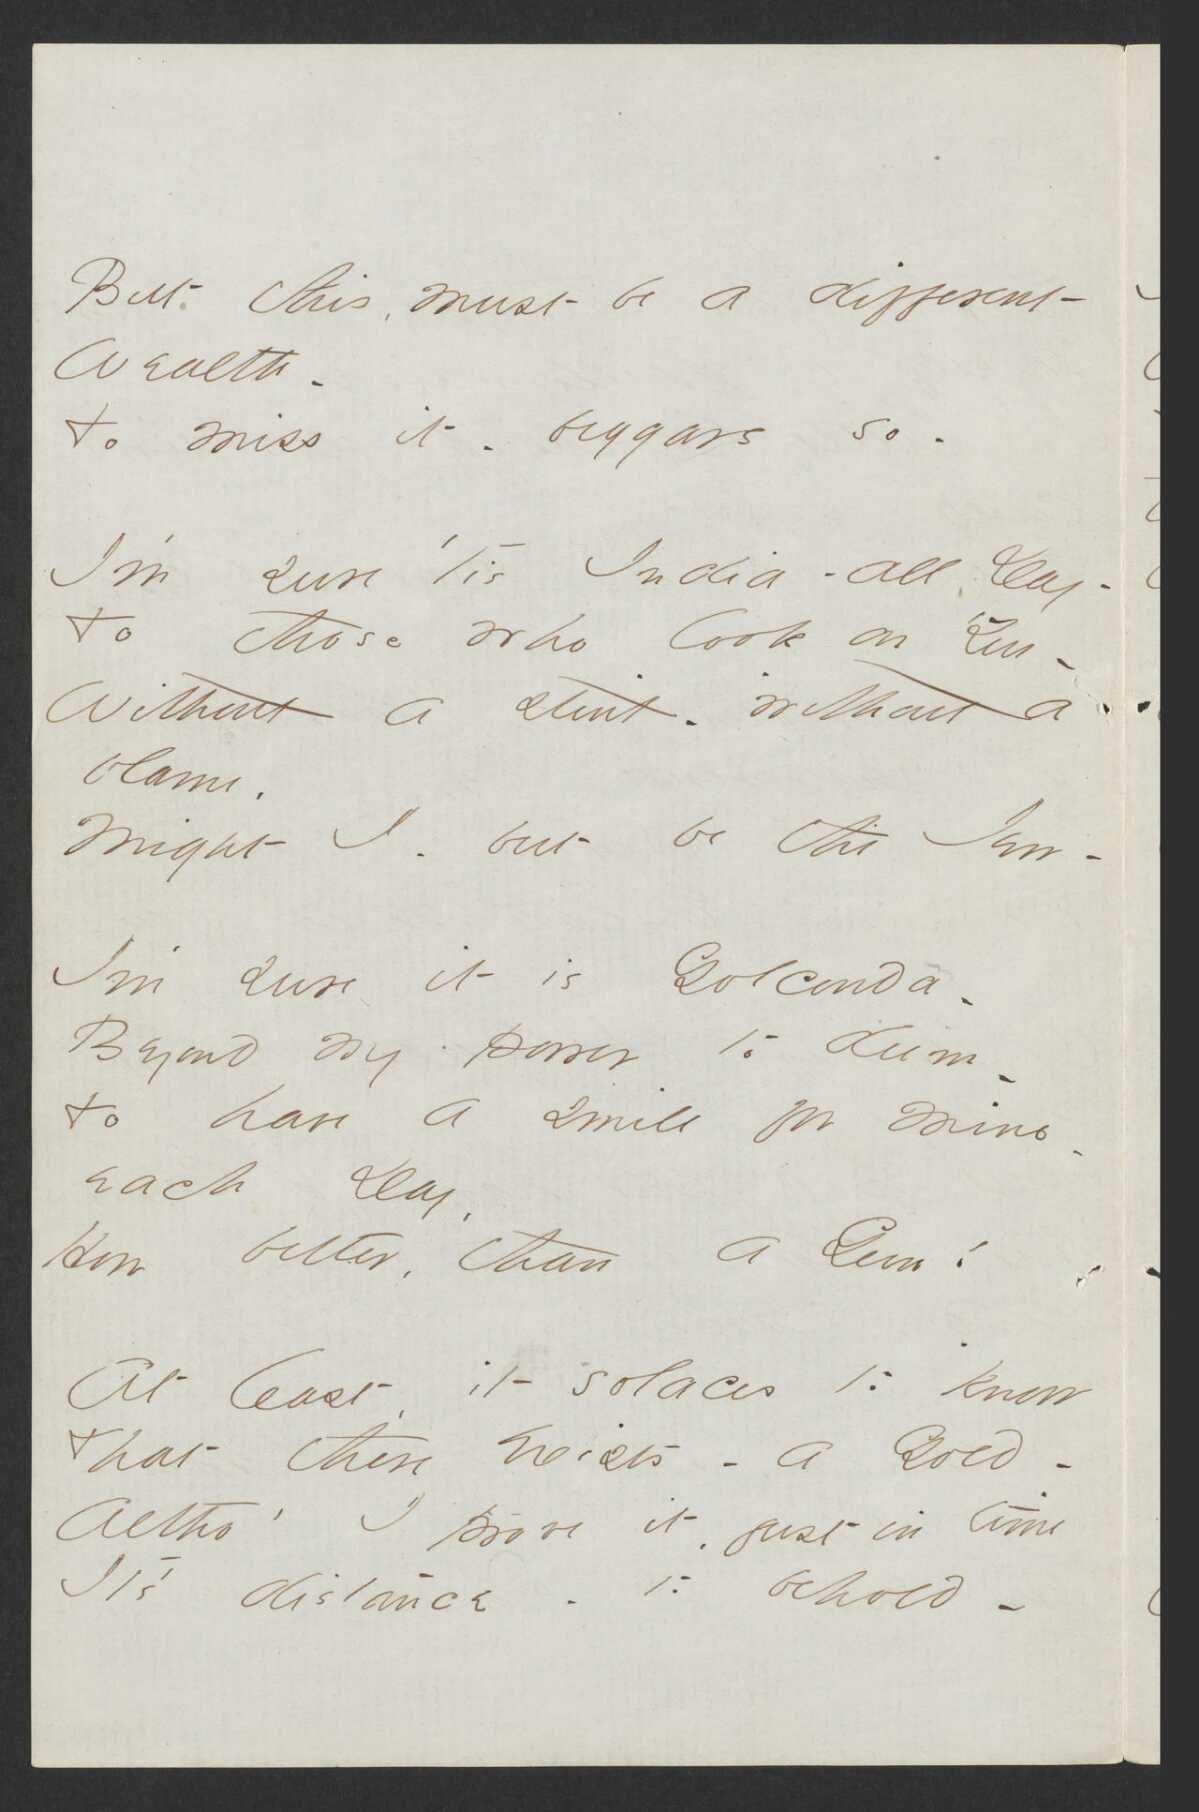 But this, must be a different
Wealth -
To miss it - beggars so -
I'm sure 'tis India - all Day -
To those who look on You -
Without a stint - without a
blame,
Might I - but be the Jew -
I'm sure it is Golconda -
Beyond my power to deem -
To have a smile for mine -
each Day,
How better, than a Gem!
At least, it solaces to know
That there exists - a Gold -
Altho' I prove it, just in time
It's distance - to behold -